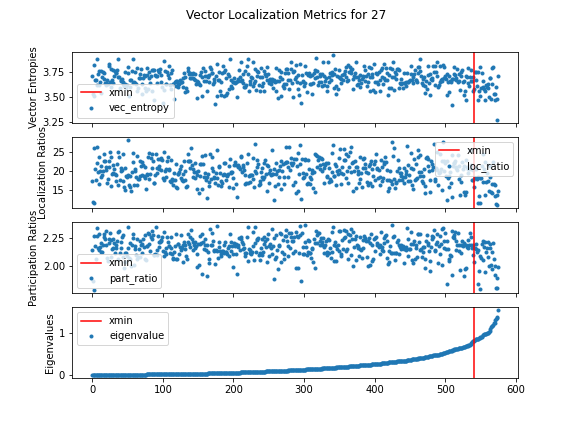 Vector Localization Metrics for 27
Vector Entropies
3.75
3.50
3.25
xmin
vec_entropy
Localization Ratios
25
20
15
xmin
loc_ratio
Participation Ratios
2.25
2.00
xmin
part_ratio
Eigenvalues
1
0
xmin
eigenvalue
0 100 200 300 400 500 600